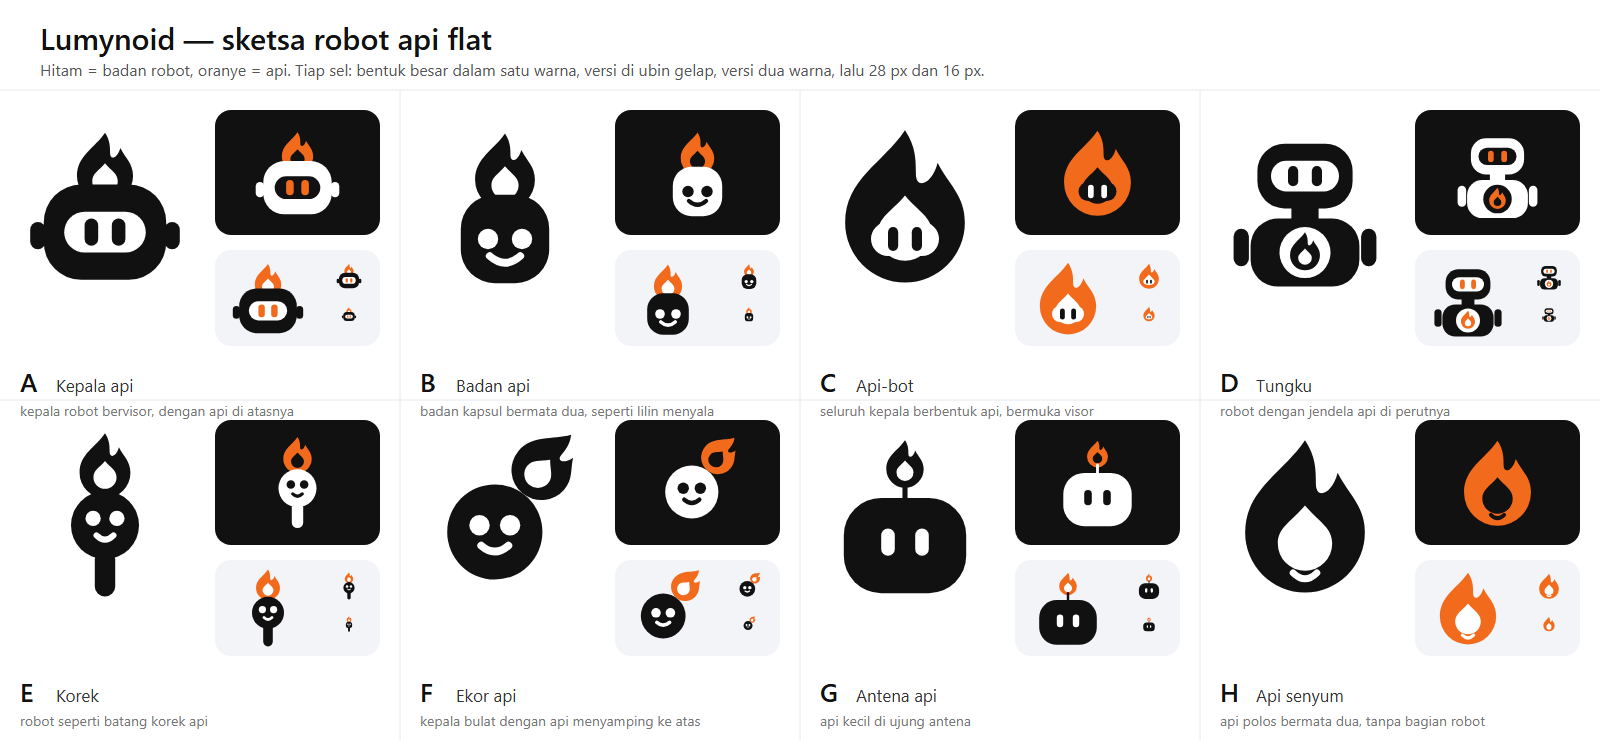 Lumynoid — sketsa robot api flat
Hitam = badan robot, oranye = api. Tiap sel: bentuk besar dalam satu warna, versi di ubin gelap, versi dua warna, lalu 28 px dan 16 px.
A Kepala api
kepala robot bervisor, dengan api di atasnya
B Badan api
badan kapsul bermata dua, seperti lilin menyala
C Api-bot
seluruh kepala berbentuk api, bermuka visor
D Tungku
robot dengan jendela api di perutnya
E Korek
robot seperti batang korek api
F Ekor api
kepala bulat dengan api menyamping ke atas
G Antena api
api kecil di ujung antena
H Api senyum
api polos bermata dua, tanpa bagian robot